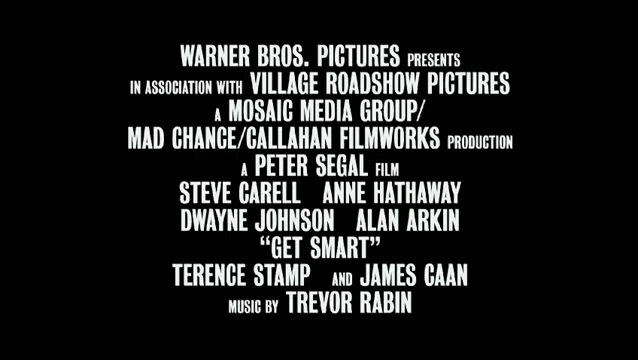 WARNER BROS. PICTURES PRESENTS
IN ASSOCIATION WITH VILLAGE ROADSHOW PICTURES
A MOSAIC MEDIA GROUP/
MAD CHANCE/CALLAHAN FILMWORKS PRODUCTION
A PETER SEGAL FILM
STEVE CARELL ANNE HATHAWAY
DWAYNE JOHNSON ALAN ARKIN
“GET SMART”
TERENCE STAMP AND JAMES CAAN
MUSIC BY TREVOR RABIN